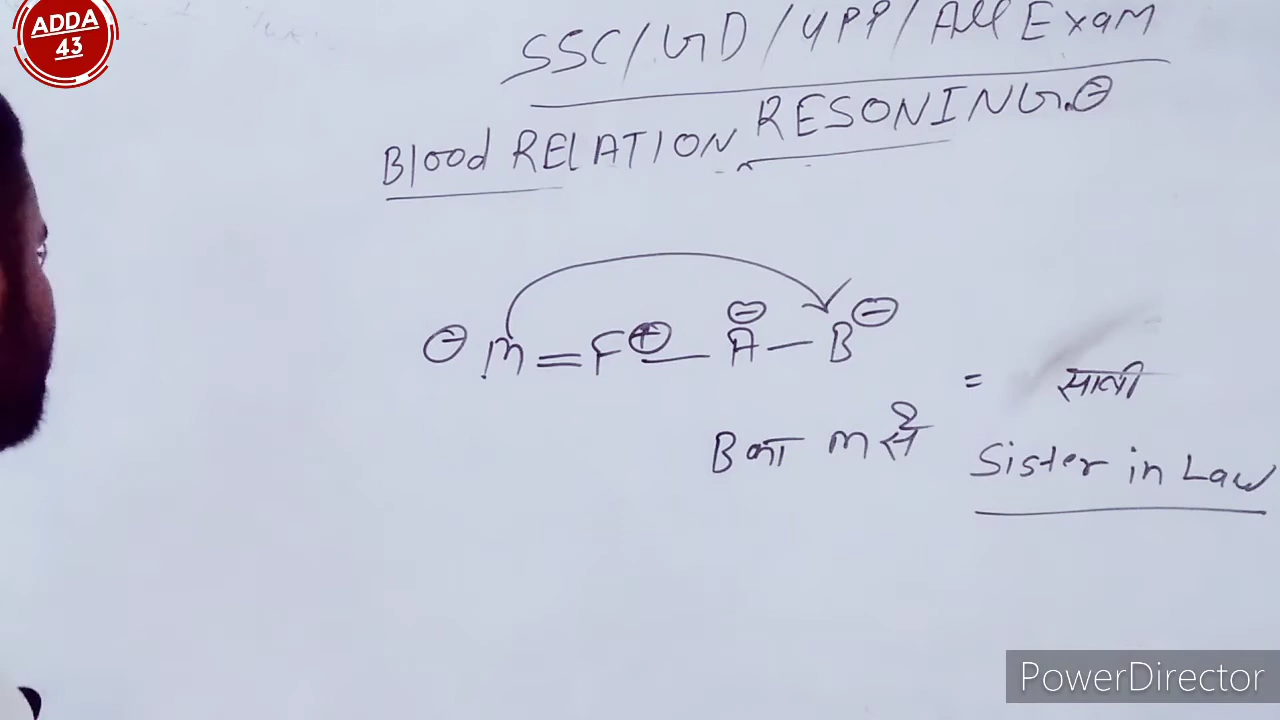 ADDA
43
SSC/GD/UPP/All Exam
Blood RELATION RESONING.⊖
⊖ M = F ⊕ — A ⊖ — B ⊖
= साली
B का M से
Sister in Law
PowerDirector